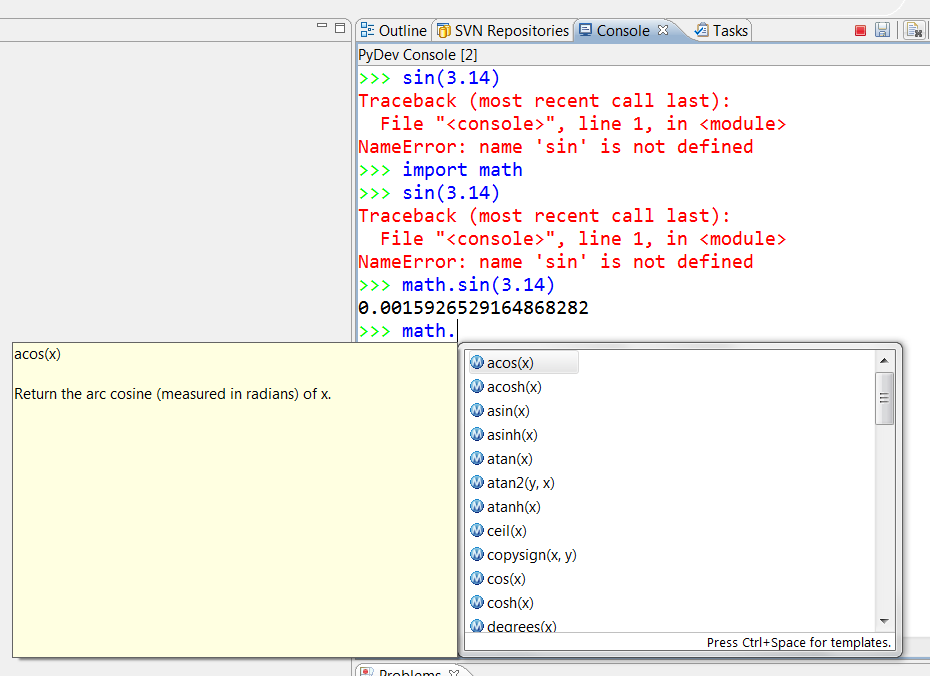 Outline SVN Repositories Console Tasks
PyDev Console [2]
>>> sin(3.14)
Traceback (most recent call last):
  File "<console>", line 1, in <module>
NameError: name 'sin' is not defined
>>> import math
>>> sin(3.14)
Traceback (most recent call last):
  File "<console>", line 1, in <module>
NameError: name 'sin' is not defined
>>> math.sin(3.14)
0.0015926529164868282
>>> math.
acos(x)
Return the arc cosine (measured in radians) of x.
acos(x)
acosh(x)
asin(x)
asinh(x)
atan(x)
atan2(y, x)
atanh(x)
ceil(x)
copysign(x, y)
cos(x)
cosh(x)
degrees(x)
Press Ctrl+Space for templates.
Problems